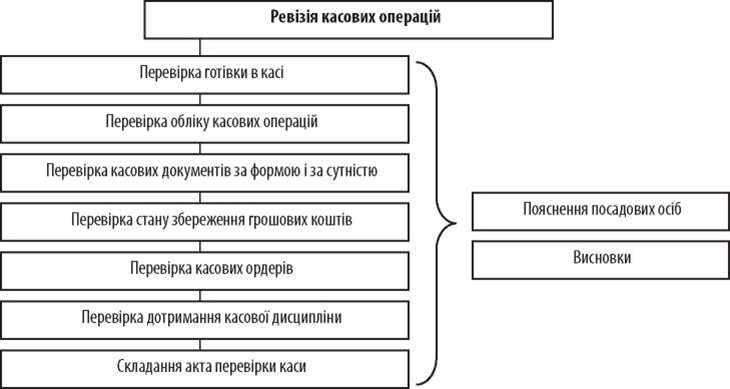 Ревізія касових операцій
Перевірка готівки в касі
Перевірка обліку касових операцій
Перевірка касових документів за формою і за сутністю
Перевірка стану збереження грошових коштів
Перевірка касових ордерів
Перевірка дотримання касової дисципліни
Складання акта перевірки каси
Пояснення посадових осіб
Висновки